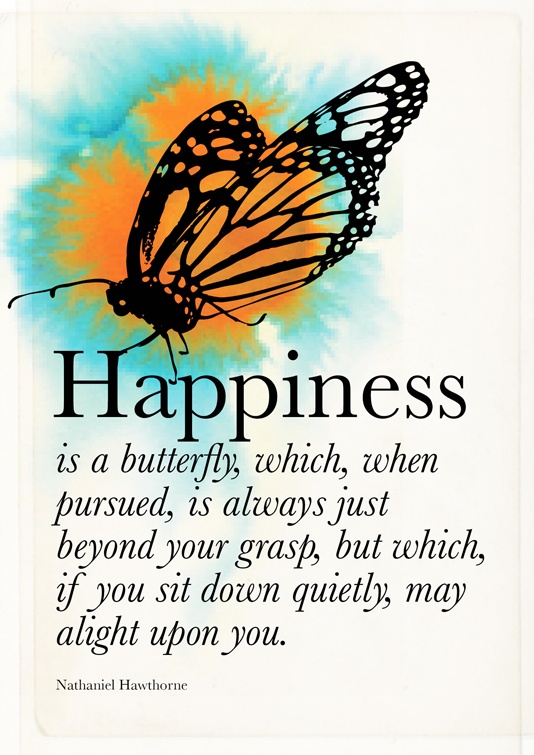 Happiness
is a butterfly, which, when
pursued, is always just
beyond your grasp, but which,
if you sit down quietly, may
alight upon you.
Nathaniel Hawthorne